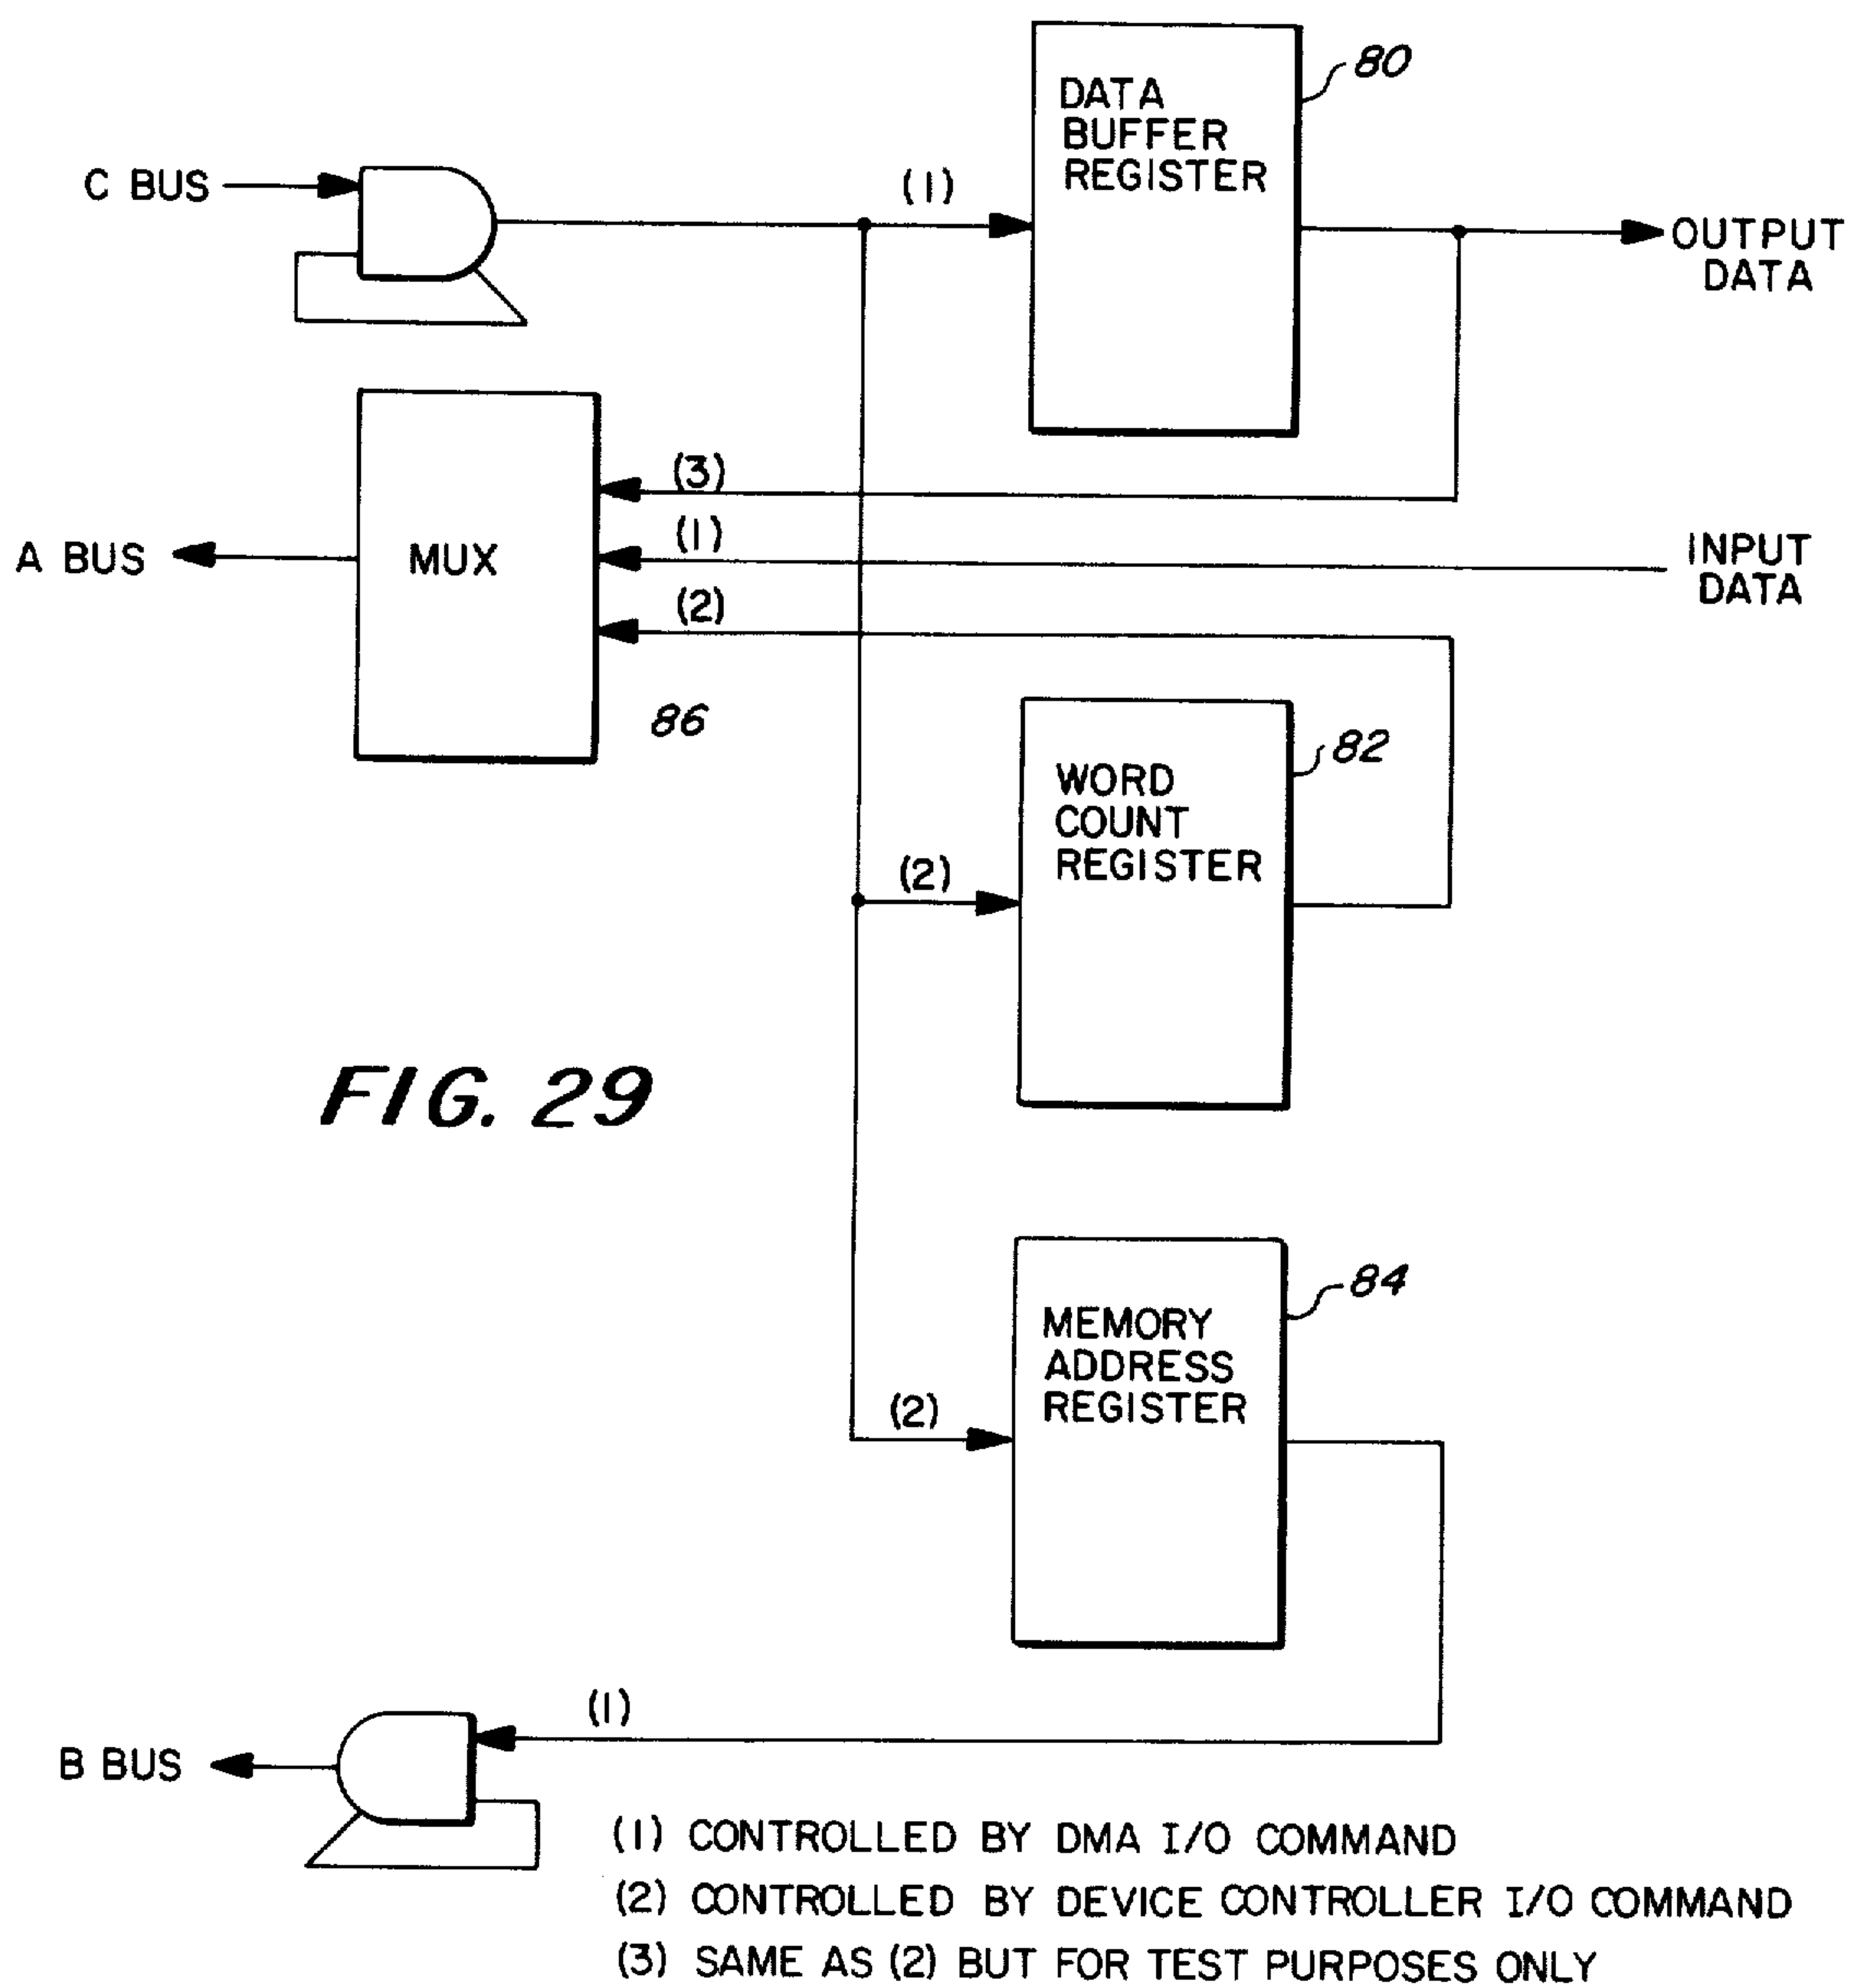 80
DATA
BUFFER
REGISTER
C BUS
(1)
OUTPUT
DATA
(3)
A BUS
MUX
(1)
INPUT
DATA
(2)
86
82
WORD
COUNT
REGISTER
(2)
FIG. 29
84
MEMORY
ADDRESS
REGISTER
(2)
(1)
B BUS
(1) CONTROLLED BY DMA I/O COMMAND
(2) CONTROLLED BY DEVICE CONTROLLER I/O COMMAND
(3) SAME AS (2) BUT FOR TEST PURPOSES ONLY